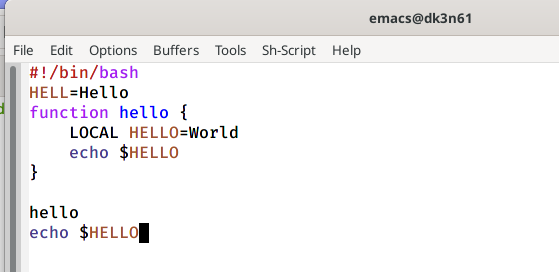 emacs@dk3n61
File Edit Options Buffers Tools Sh-Script Help
#!/bin/bash
HELL=Hello
function hello {
    LOCAL HELLO=World
    echo $HELLO
}
hello
echo $HELLO